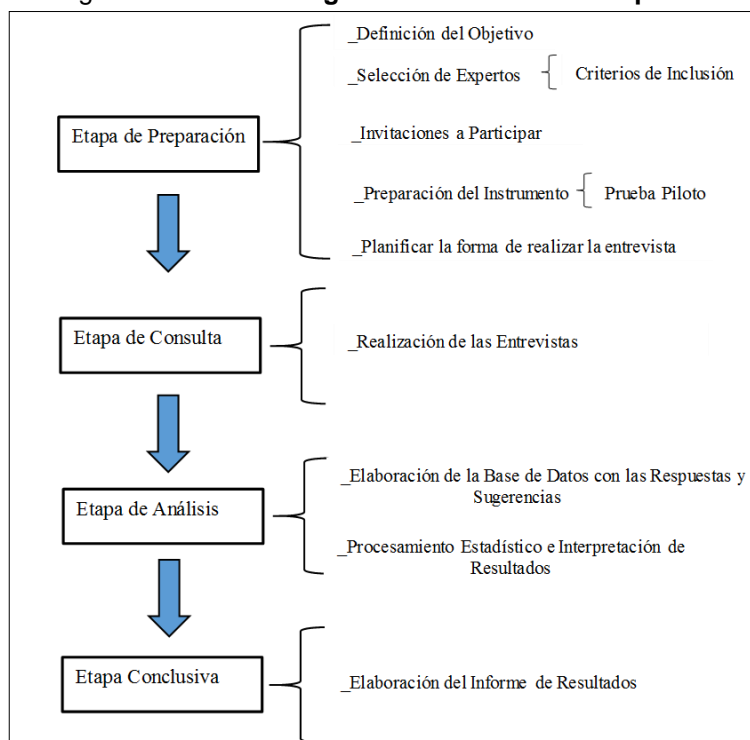 _Definición del Objetivo
_Selección de Expertos
Criterios de Inclusión
Etapa de Preparación
_Invitaciones a Participar
_Preparación del Instrumento
Prueba Piloto
_Planificar la forma de realizar la entrevista
Etapa de Consulta
_Realización de las Entrevistas
Etapa de Análisis
_Elaboración de la Base de Datos con las Respuestas y
Sugerencias
_Procesamiento Estadístico e Interpretación de
Resultados
Etapa Conclusiva
_Elaboración del Informe de Resultados